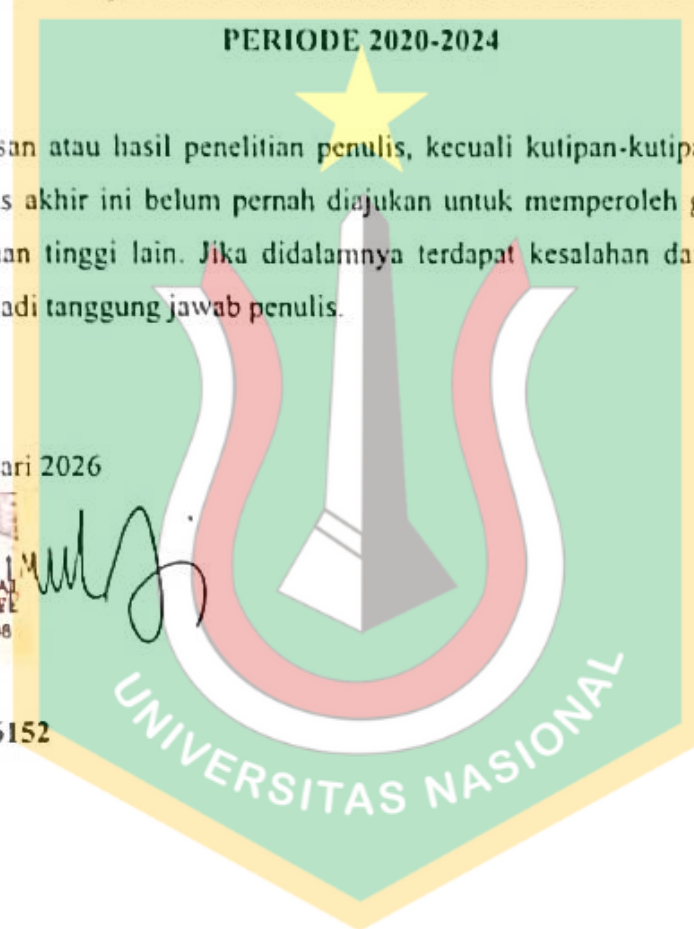 PERIODE 2020-2024
san atau hasil penelitian penulis, kecuali kutipan-kutipa
s akhir ini belum pernah diajukan untuk memperoleh g
an tinggi lain. Jika didalamnya terdapat kesalahan da
adi tanggung jawab penulis.
ari 2026
6152
UNIVERSITAS NASIONAL